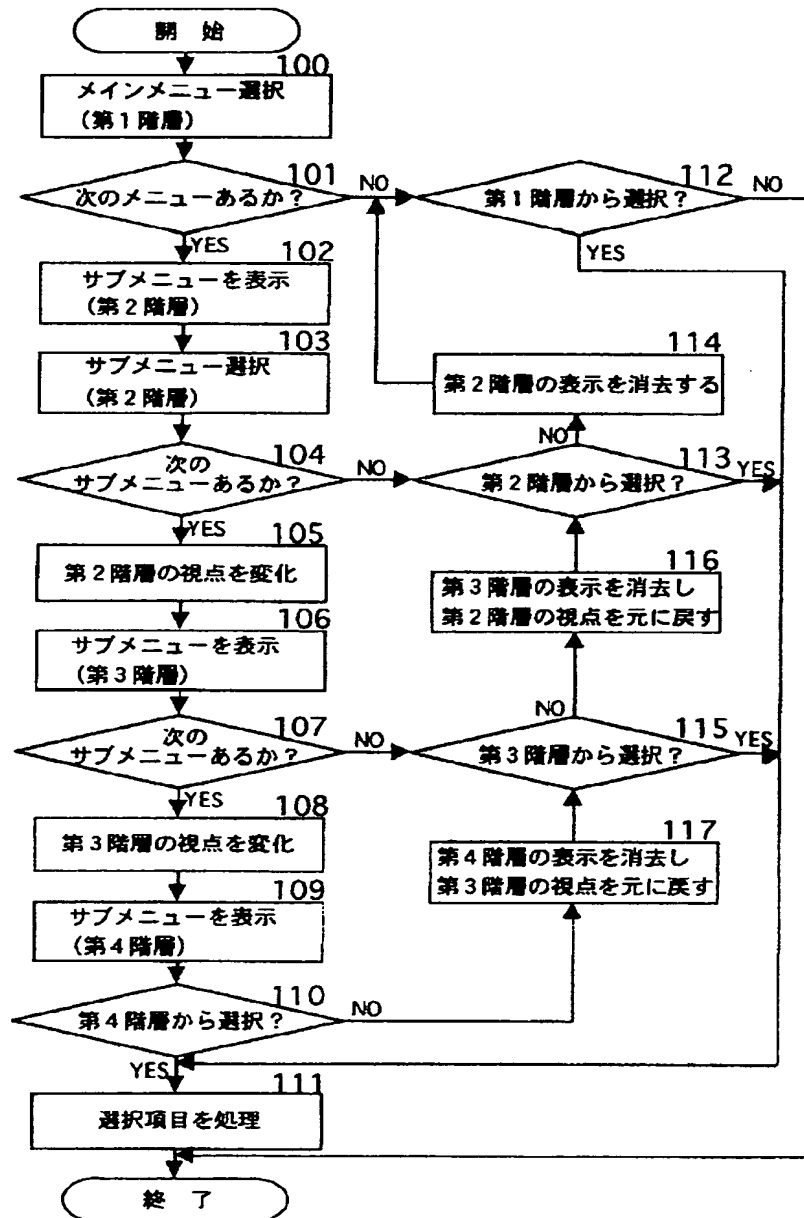 開 始
100
メインメニュー選択
(第1階層)
101
次のメニューあるか?
NO
112
第1階層から選択?
NO
YES
YES
102
サブメニューを表示
(第2階層)
103
サブメニュー選択
(第2階層)
114
第2階層の表示を消去する
NO
104
次の
サブメニューあるか?
NO
113
第2階層から選択?
YES
YES
105
第2階層の視点を変化
116
第3階層の表示を消去し
第2階層の視点を元に戻す
106
サブメニューを表示
(第3階層)
NO
107
次の
サブメニューあるか?
NO
115
第3階層から選択?
YES
YES
108
第3階層の視点を変化
117
第4階層の表示を消去し
第3階層の視点を元に戻す
109
サブメニューを表示
(第4階層)
110
第4階層から選択?
NO
YES
111
選択項目を処理
終 了